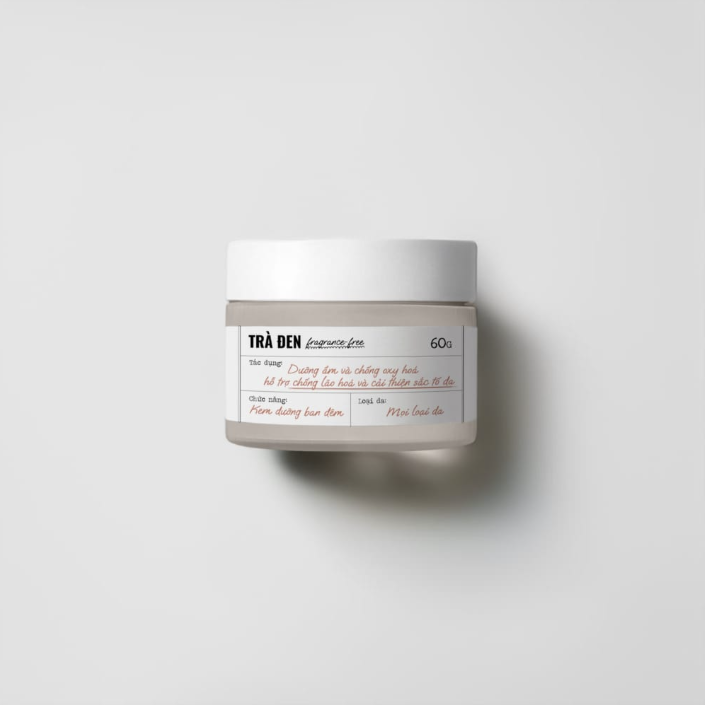 TRÀ ĐEN fragrance-free 60G
Tác dụng: Dưỡng ẩm và chống oxy hoá
hỗ trợ chống lão hoá và cải thiện sắc tố da
Chức năng: Loại da:
Kem dưỡng ban đêm Mọi loại da